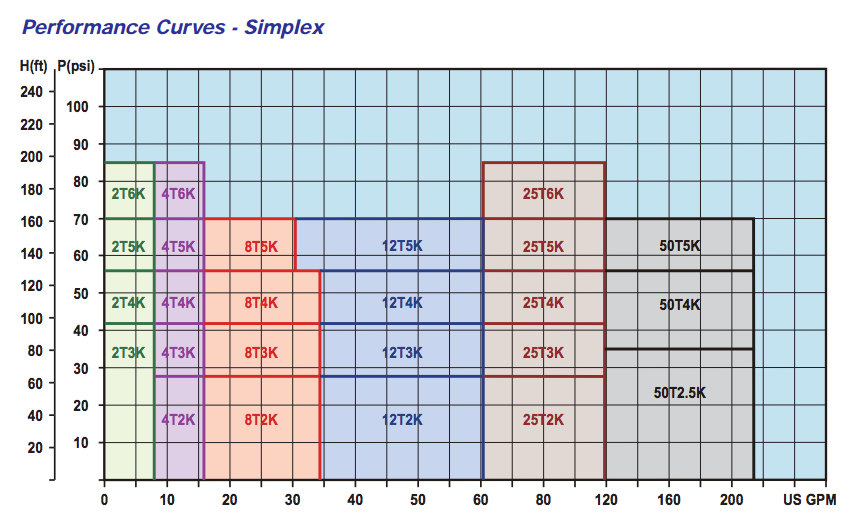 Performance Curves - Simplex
H(ft) P(psi)
240
100
220
90
200
80
180
2T6K 4T6K 25T6K
70
160
60
140
2T5K 4T5K 8T5K 12T5K 25T5K 50T5K
50
120
2T4K 4T4K 8T4K 12T4K 25T4K 50T4K
40
100
30
80
2T3K 4T3K 8T3K 12T3K 25T3K
20
60
50T2.5K
10
40
4T2K 8T2K 12T2K 25T2K
20
0 10 20 30 40 50 60 80 120 160 200 US GPM